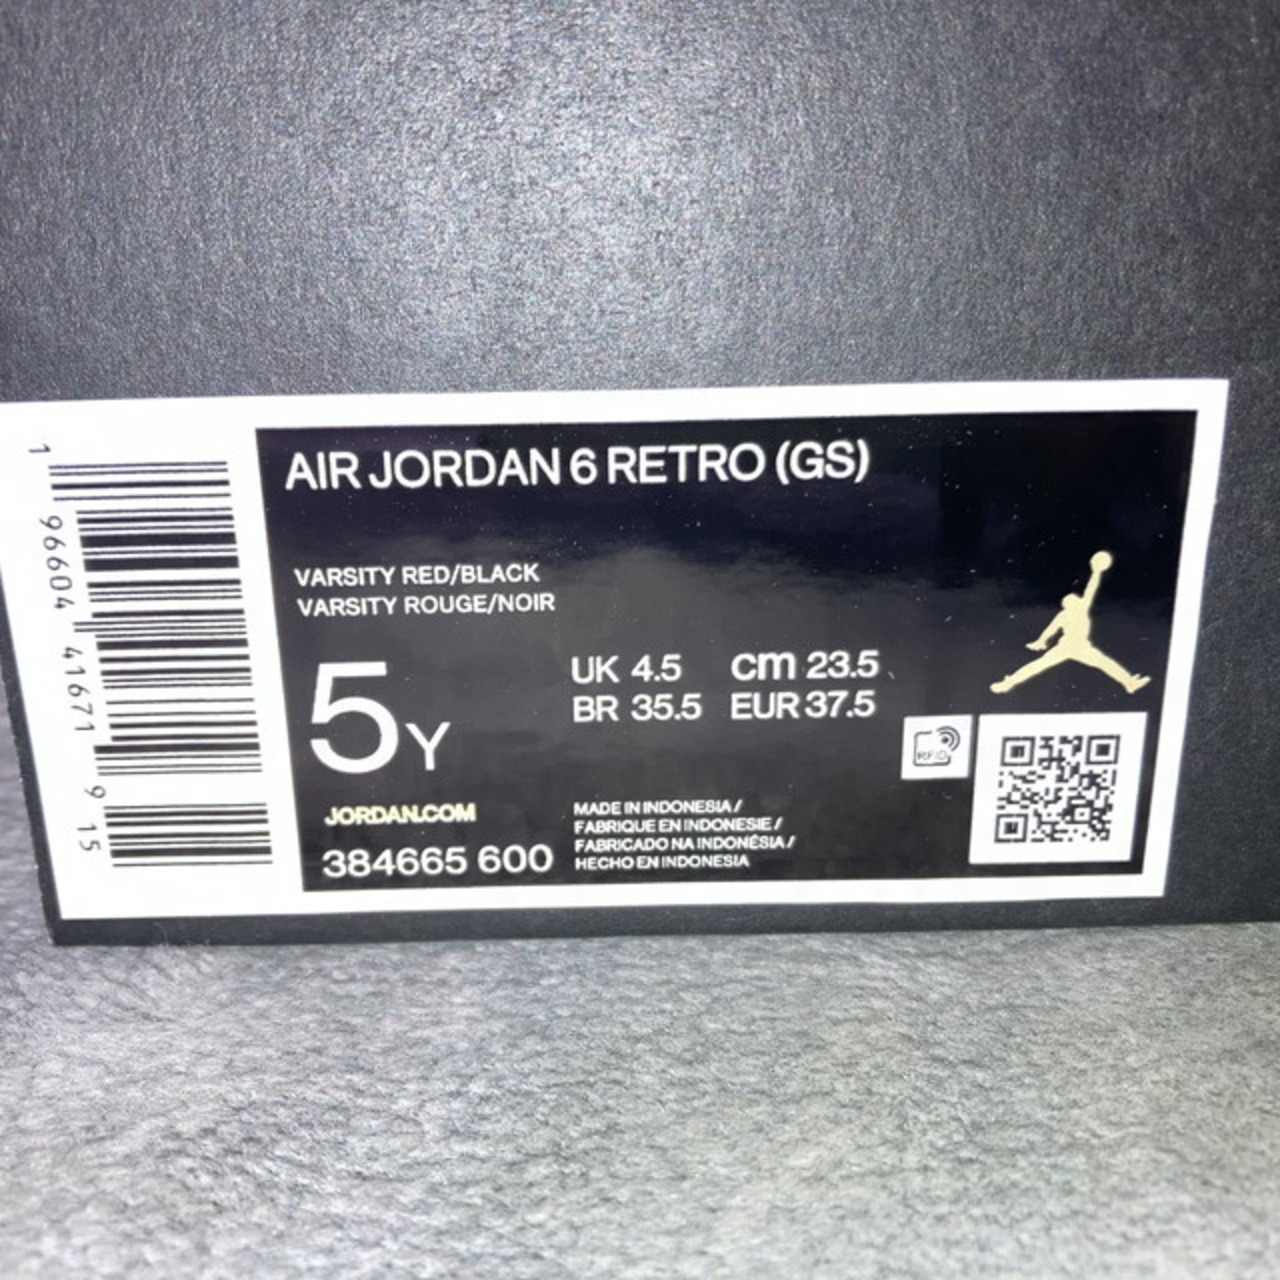 AIR JORDAN 6 RETRO (GS)
VARSITY RED/BLACK
VARSITY ROUGE/NOIR
5Y
UK 4.5 cm 23.5
BR 35.5 EUR 37.5
RFID
JORDAN.COM
384665 600
MADE IN INDONESIA /
FABRIQUE EN INDONESIE /
FABRICADO NA INDONÉSIA /
HECHO EN INDONESIA
1 96604 41671 9 15